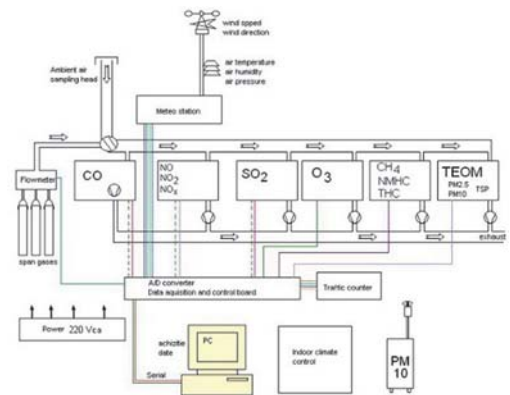 wind spped
wind direction
air temperature
air humidity
air pressure
Ambient air
sampling head
Meteo station
Flowmeter
span gases
CO
NO
NO2
NOx
SO2
O3
CH4
NMHC
THC
TEOM
PM2.5
TSP
PM10
exhaust
A/D converter
Data aquistion and control board
Traffic counter
Power 220 Vca
achizitie
date
PC
Serial
Indoor climate
control
PM
10